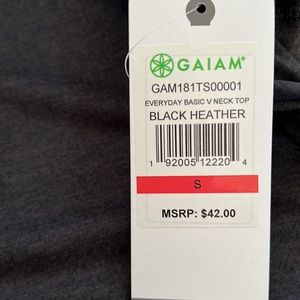 GAIAM
GAM181TS00001
EVERYDAY BASIC V NECK TOP
BLACK HEATHER
1 92005 12220 4
S
MSRP: $42.00